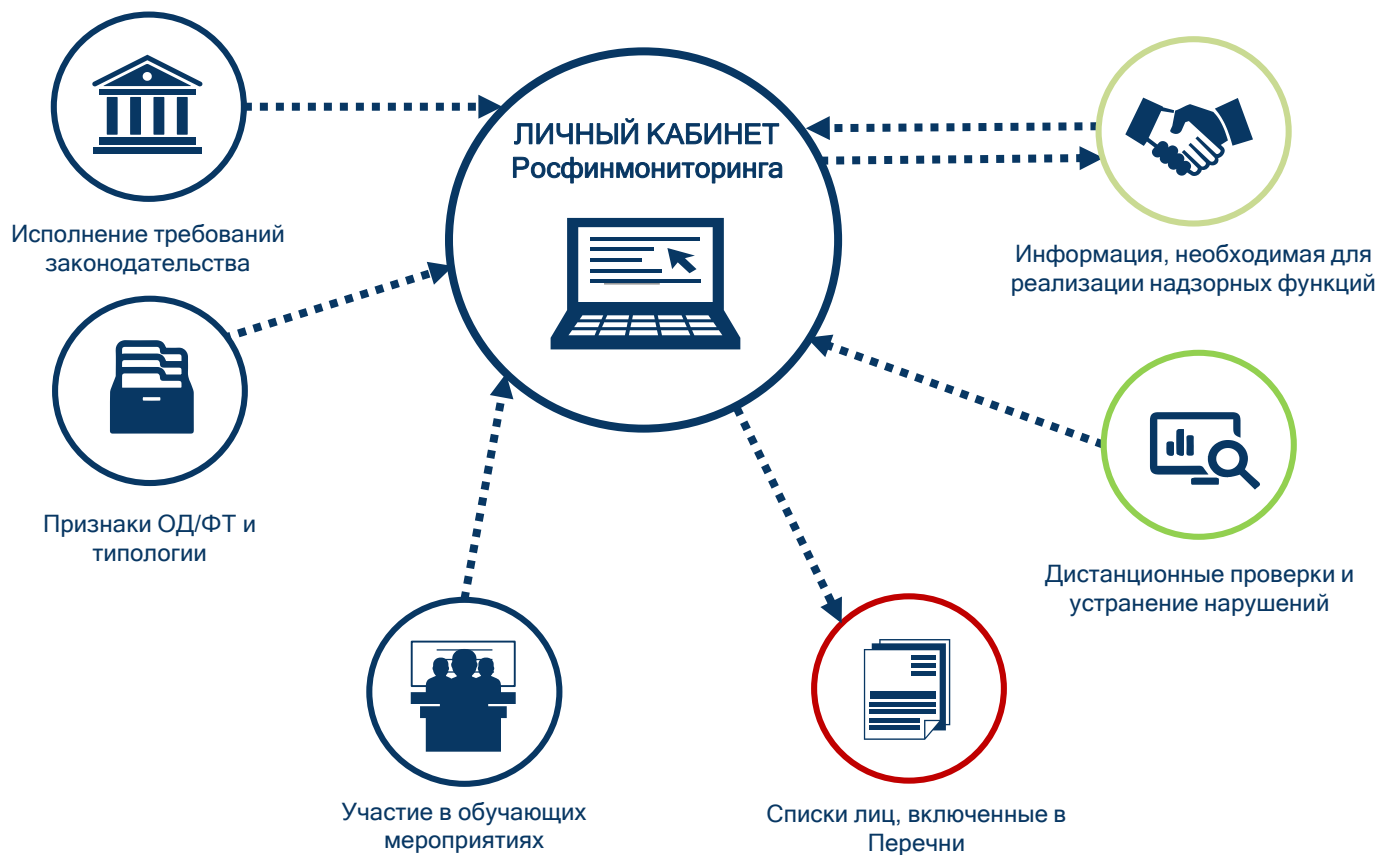 ЛИЧНЫЙ КАБИНЕТ
Росфинмониторинга
Исполнение требований
законодательства
Информация, необходимая для
реализации надзорных функций
Признаки ОД/ФТ и
типологии
Дистанционные проверки и
устранение нарушений
Участие в обучающих
мероприятиях
Списки лиц, включенные в
Перечни